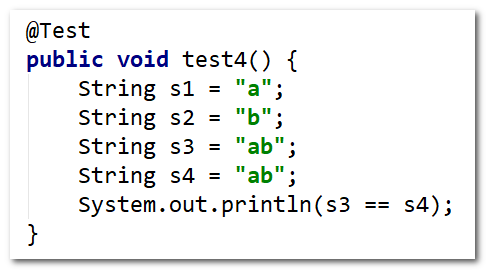 @Test
public void test4() {
    String s1 = "a";
    String s2 = "b";
    String s3 = "ab";
    String s4 = "ab";
    System.out.println(s3 == s4);
}